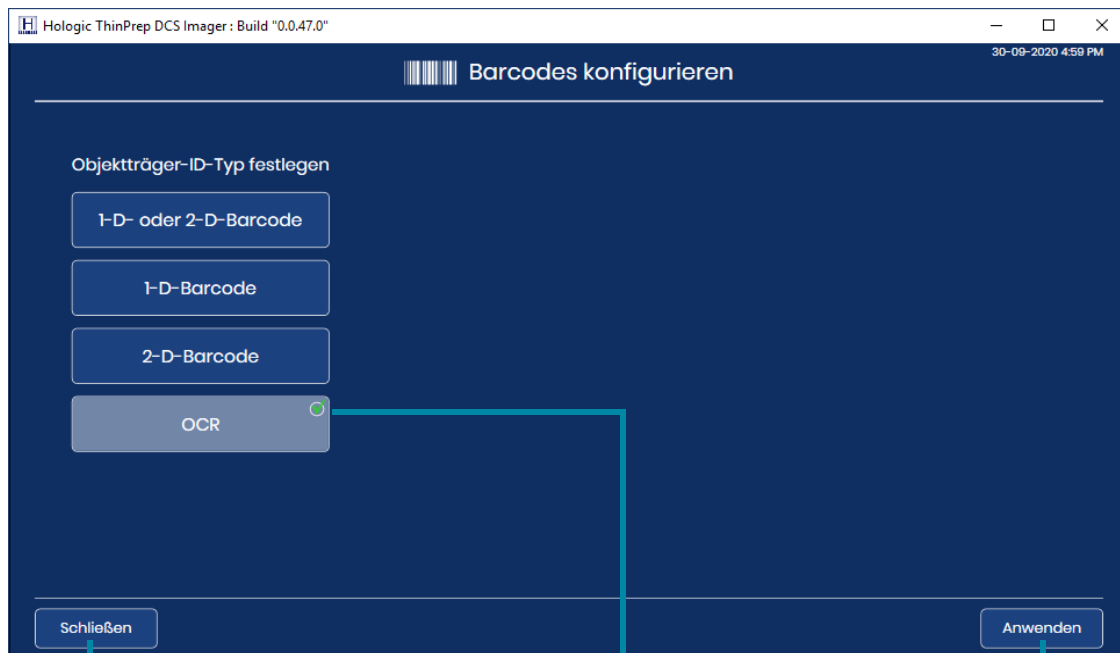 H Hologic ThinPrep DCS Imager : Build "0.0.47.0"
30-09-2020 4:59 PM
Barcodes konfigurieren
Objektträger-ID-Typ festlegen
1-D- oder 2-D-Barcode
1-D-Barcode
2-D-Barcode
OCR
Schließen
Anwenden